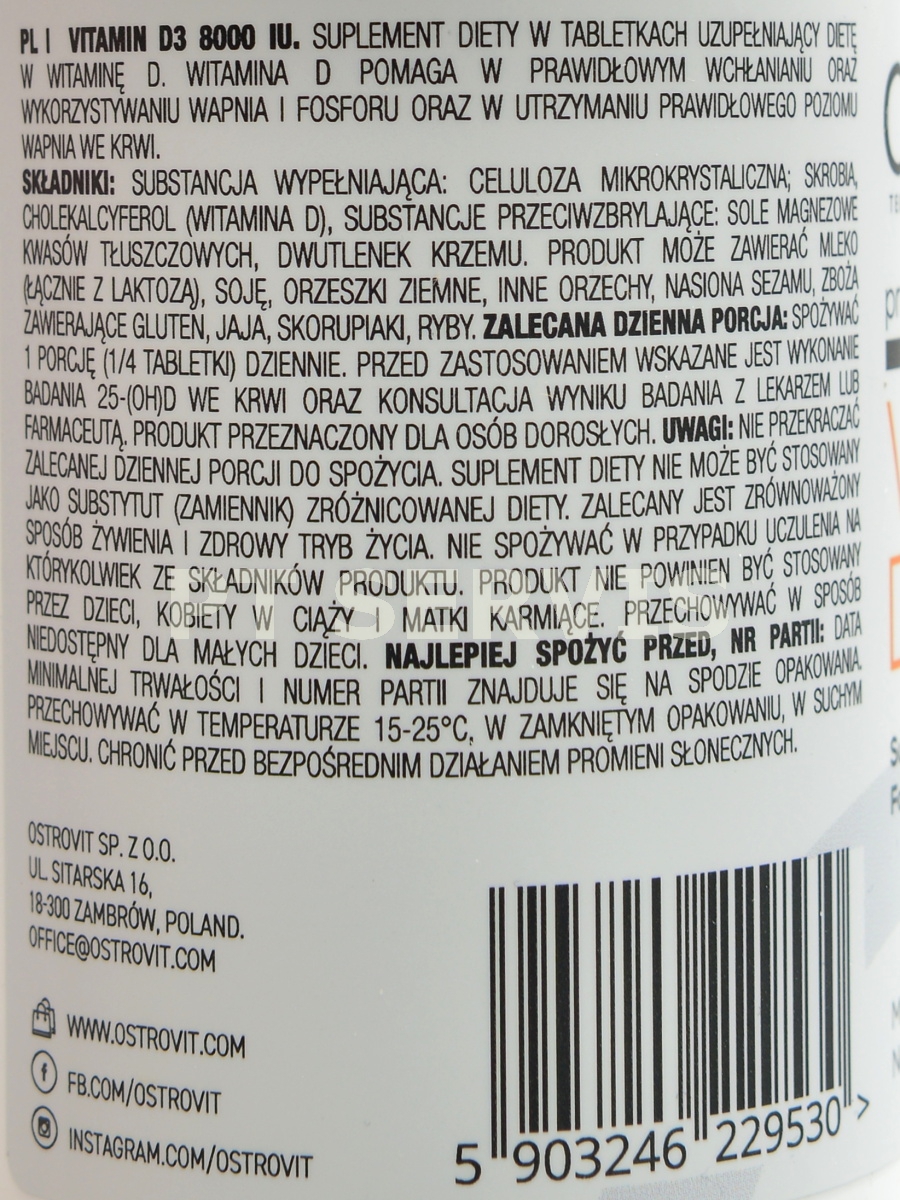 PL I VITAMIN D3 8000 IU. SUPLEMENT DIETY W TABLETKACH UZUPEŁNIAJĄCY DIETĘ
W WITAMINĘ D. WITAMINA D POMAGA W PRAWIDŁOWYM WCHŁANIANIU ORAZ
WYKORZYSTYWANIU WAPNIA I FOSFORU ORAZ W UTRZYMANIU PRAWIDŁOWEGO POZIOMU
WAPNIA WE KRWI.
SKŁADNIKI: SUBSTANCJA WYPEŁNIAJĄCA: CELULOZA MIKROKRYSTALICZNA; SKROBIA,
CHOLEKALCYFEROL (WITAMINA D), SUBSTANCJE PRZECIWZBRYLAJĄCE: SOLE MAGNEZOWE
KWASÓW TŁUSZCZOWYCH, DWUTLENEK KRZEMU. PRODUKT MOŻE ZAWIERAĆ MLEKO
(ŁĄCZNIE Z LAKTOZĄ), SOJĘ, ORZESZKI ZIEMNE, INNE ORZECHY, NASIONA SEZAMU, ZBOŻA
ZAWIERAJĄCE GLUTEN, JAJA, SKORUPIAKI, RYBY. ZALECANA DZIENNA PORCJA: SPOŻYWAĆ
1 PORCJĘ (1/4 TABLETKI) DZIENNIE. PRZED ZASTOSOWANIEM WSKAZANE JEST WYKONANIE
BADANIA 25-(OH)D WE KRWI ORAZ KONSULTACJA WYNIKU BADANIA Z LEKARZEM LUB
FARMACEUTĄ. PRODUKT PRZEZNACZONY DLA OSÓB DOROSŁYCH. UWAGI: NIE PRZEKRACZAĆ
ZALECANEJ DZIENNEJ PORCJI DO SPOŻYCIA. SUPLEMENT DIETY NIE MOŻE BYĆ STOSOWANY
JAKO SUBSTYTUT (ZAMIENNIK) ZRÓŻNICOWANEJ DIETY. ZALECANY JEST ZRÓWNOWAŻONY
SPOSÓB ŻYWIENIA I ZDROWY TRYB ŻYCIA. NIE SPOŻYWAĆ W PRZYPADKU UCZULENIA NA
KTÓRYKOLWIEK ZE SKŁADNIKÓW PRODUKTU. PRODUKT NIE POWINIEN BYĆ STOSOWANY
PRZEZ DZIECI, KOBIETY W CIĄŻY I MATKI KARMIĄCE. PRZECHOWYWAĆ W SPOSÓB
NIEDOSTĘPNY DLA MAŁYCH DZIECI. NAJLEPIEJ SPOŻYĆ PRZED, NR PARTII: DATA
MINIMALNEJ TRWAŁOŚCI I NUMER PARTII ZNAJDUJE SIĘ NA SPODZIE OPAKOWANIA.
PRZECHOWYWAĆ W TEMPERATURZE 15-25°C, W ZAMKNIĘTYM OPAKOWANIU, W SUCHYM
MIEJSCU. CHRONIĆ PRZED BEZPOŚREDNIM DZIAŁANIEM PROMIENI SŁONECZNYCH.
OSTROVIT SP. Z O.O.
UL. SITARSKA 16,
18-300 ZAMBRÓW, POLAND.
OFFICE@OSTROVIT.COM
WWW.OSTROVIT.COM
FB.COM/OSTROVIT
INSTAGRAM.COM/OSTROVIT
5 903246 229530 >